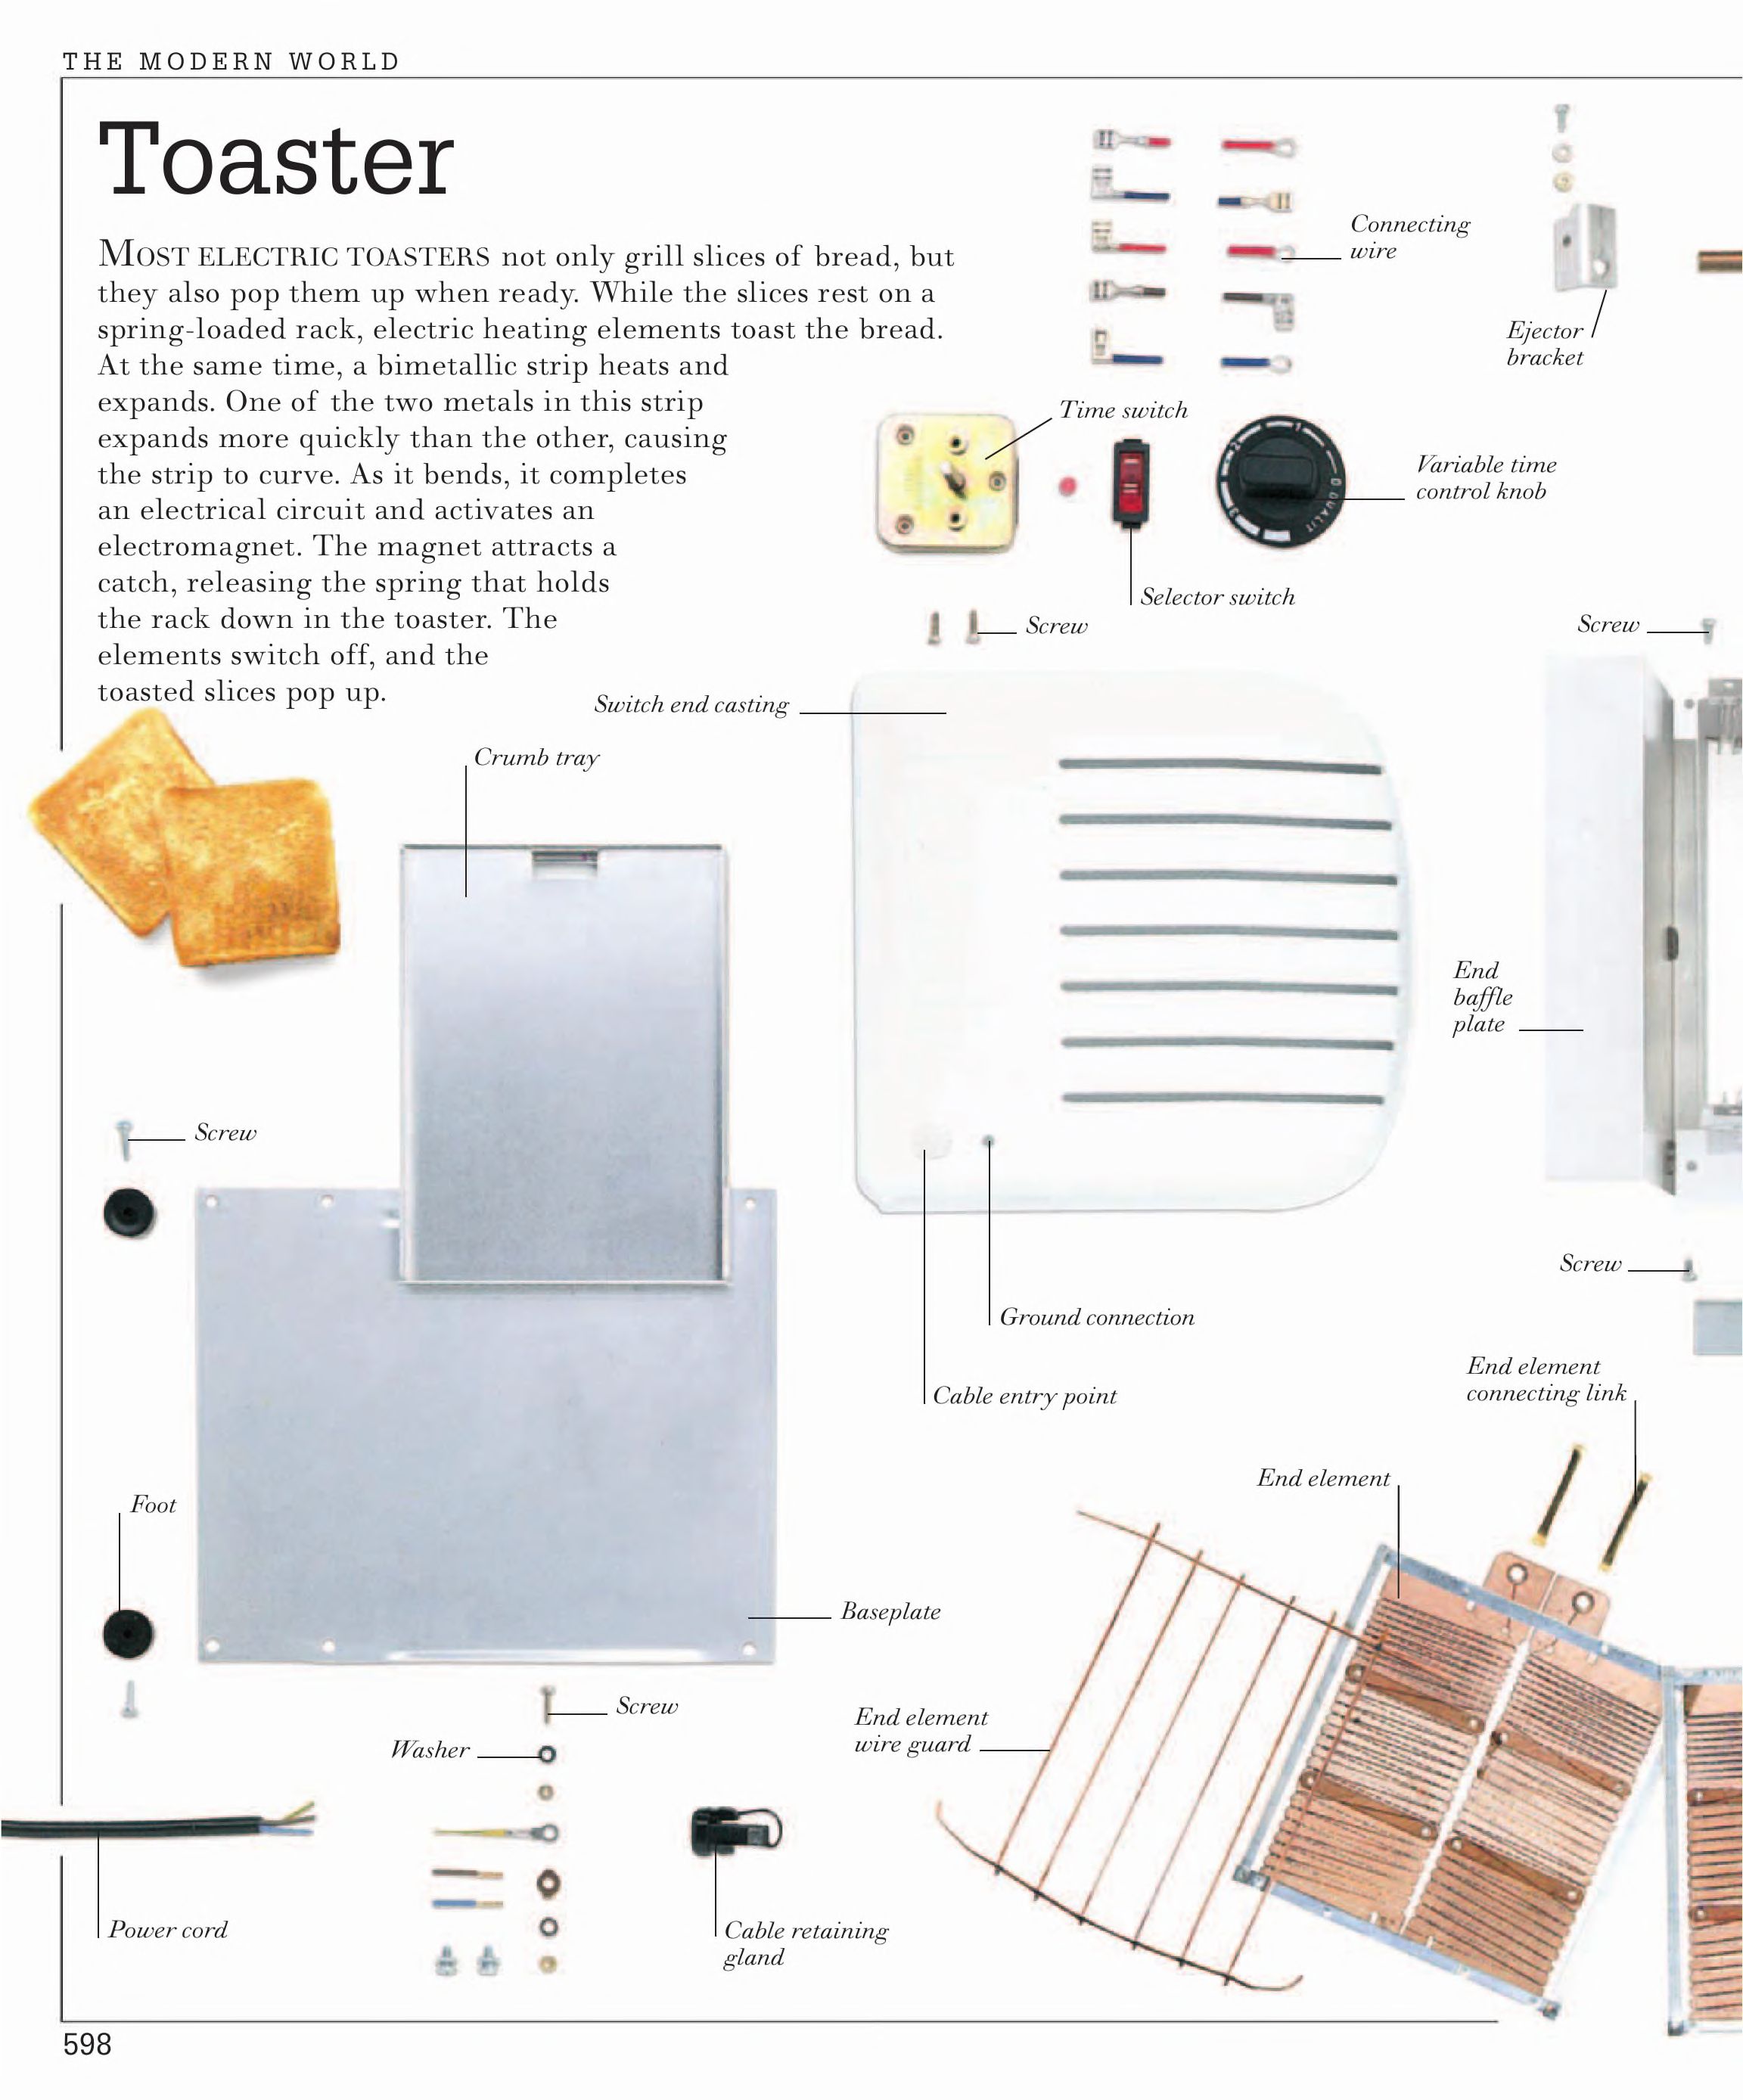 THE MODERN WORLD
Toaster
MOST ELECTRIC TOASTERS not only grill slices of bread, but
they also pop them up when ready. While the slices rest on a
spring-loaded rack, electric heating elements toast the bread.
At the same time, a bimetallic strip heats and
expands. One of the two metals in this strip
expands more quickly than the other, causing
the strip to curve. As it bends, it completes
an electrical circuit and activates an
electromagnet. The magnet attracts a
catch, releasing the spring that holds
the rack down in the toaster. The
elements switch off, and the
toasted slices pop up.
Connecting
wire
Ejector
bracket
Time switch
Variable time
control knob
1
2
3
DUALIT
Selector switch
Screw
Screw
Switch end casting
Crumb tray
End
baffle
plate
Screw
Screw
Ground connection
Cable entry point
End element
connecting link
End element
Foot
Baseplate
Screw
Washer
End element
wire guard
Power cord
Cable retaining
gland
598